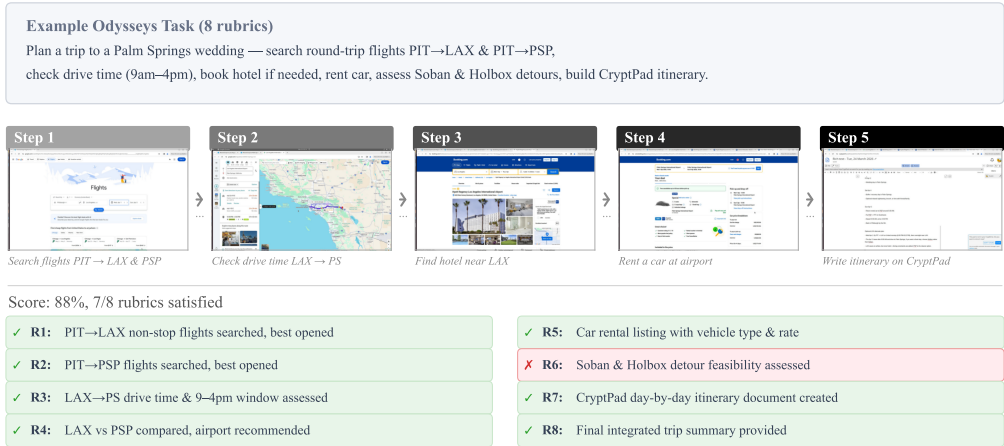 Example Odysseys Task (8 rubrics)
Plan a trip to a Palm Springs wedding — search round-trip flights PIT→LAX & PIT→PSP,
check drive time (9am–4pm), book hotel if needed, rent car, assess Soban & Holbox detours, build CryptPad itinerary.
Step 1
Step 2
Step 3
Step 4
Step 5
Flights
...
...
...
...
Search flights PIT → LAX & PSP
Check drive time LAX → PS
Find hotel near LAX
Rent a car at airport
Write itinerary on CryptPad
Score: 88%, 7/8 rubrics satisfied
✓ R1: PIT→LAX non-stop flights searched, best opened
✓ R2: PIT→PSP flights searched, best opened
✓ R3: LAX→PS drive time & 9–4pm window assessed
✓ R4: LAX vs PSP compared, airport recommended
✓ R5: Car rental listing with vehicle type & rate
✗ R6: Soban & Holbox detour feasibility assessed
✓ R7: CryptPad day-by-day itinerary document created
✓ R8: Final integrated trip summary provided